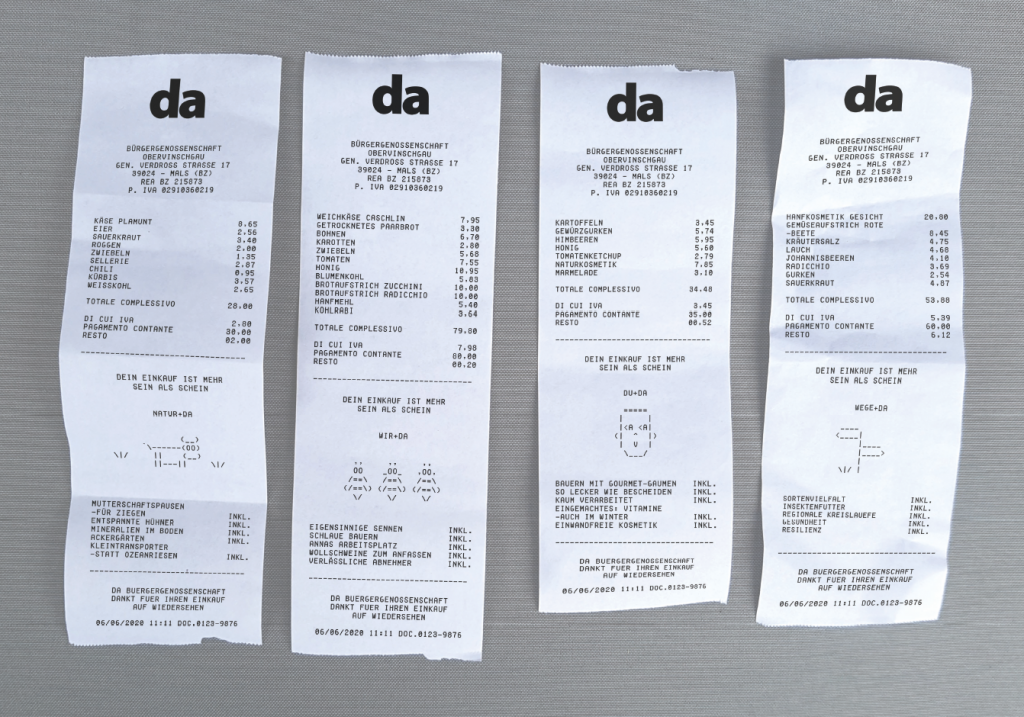 da
BÜRGERGENOSSENSCHAFT
OBERVINSCHGAU
GEN. VERDROSS STRASSE 17
39024 - MALS (BZ)
REA BZ 215873
P. IVA 02910360219
KÄSE PLAMUNT 8.65
EIER 2.56
SAUERKRAUT 3.40
ROGGEN 2.00
ZWIEBELN 1.35
SELLERIE 2.87
CHILI 0.95
KÜRBIS 3.57
WEISSKOHL 2.65
TOTALE COMPLESSIVO 28.00
DI CUI IVA 2.80
PAGAMENTO CONTANTE 30.00
RESTO 02.00
DEIN EINKAUF IST MEHR
SEIN ALS SCHEIN
NATUR+DA
MUTTERSCHAFTSPAUSEN
-FÜR ZIEGEN INKL.
ENTSPANNTE HÜHNER INKL.
MINERALIEN IM BODEN INKL.
ACKERGÄRTEN INKL.
KLEINTRANSPORTER
-STATT OZEANRIESEN INKL.
DA BUERGERGENOSSENSCHAFT
DANKT FUER IHREN EINKAUF
AUF WIEDERSEHEN
06/06/2020 11:11 DOC.0123-9876
da
BÜRGERGENOSSENSCHAFT
OBERVINSCHGAU
GEN. VERDROSS STRASSE 17
39024 - MALS (BZ)
REA BZ 215873
P. IVA 02910360219
WEICHKÄSE CASCHLIN 7.95
GETROCKNETES PAARBROT 3.30
BOHNEN 6.70
KAROTTEN 2.80
ZWIEBEL 5.68
TOMATEN 7.55
HONIG 10.95
BLUMENKOHL 5.83
BROTAUFSTRICH ZUCCHINI 10.00
BROTAUFSTRICH RADICCHIO 10.00
HANFMEHL 5.40
KOHLRABI 3.64
TOTALE COMPLESSIVO 79.80
DI CUI IVA 7.98
PAGAMENTO CONTANTE 80.00
RESTO 00.20
DEIN EINKAUF IST MEHR
SEIN ALS SCHEIN
WIR+DA
EIGENSINNIGE SENNEN INKL.
SCHLAUE BAUERN INKL.
ANNAS ARBEITSPLATZ INKL.
WOLLSCHWEINE ZUM ANFASSEN INKL.
VERLÄSSLICHE ABNEHMER INKL.
DA BUERGERGENOSSENSCHAFT
DANKT FUER IHREN EINKAUF
AUF WIEDERSEHEN
06/06/2020 11:11 DOC.0123-9876
da
BÜRGERGENOSSENSCHAFT
OBERVINSCHGAU
GEN. VERDROSS STRASSE 17
39024 - MALS (BZ)
REA BZ 215873
P. IVA 02910360219
KARTOFFELN 3.45
GEWÜRZGURKEN 5.74
HIMBEEREN 5.95
HONIG 5.60
TOMATENKETCHUP 2.79
NATURKOSMETIK 7.85
MARMELADE 3.10
TOTALE COMPLESSIVO 34.48
DI CUI IVA 3.45
PAGAMENTO CONTANTE 35.00
RESTO 00.52
DEIN EINKAUF IST MEHR
SEIN ALS SCHEIN
DU+DA
BAUERN MIT GOURMET-GAUMEN INKL.
SO LECKER WIE BESCHEIDEN INKL.
KAUM VERARBEITET INKL.
EINGEMACHTES: VITAMINE
-AUCH IM WINTER INKL.
EINWANDFREIE KOSMETIK INKL.
DA BUERGERGENOSSENSCHAFT
DANKT FUER IHREN EINKAUF
AUF WIEDERSEHEN
06/06/2020 11:11 DOC.0123-9876
da
BÜRGERGENOSSENSCHAFT
OBERVINSCHGAU
GEN. VERDROSS STRASSE 17
39024 - MALS (BZ)
REA BZ 215873
P. IVA 02910360219
HANFKOSMETIK GESICHT 20.80
GEMÜSEAUFSTRICH ROTE
-BEETE 8.45
KRÄUTERSALZ 4.75
LAUCH 4.68
JOHANNISBEEREN 4.10
RADICCHIO 3.69
GURKEN 2.54
SAUERKRAUT 4.87
TOTALE COMPLESSIVO 53.88
DI CUI IVA 5.39
PAGAMENTO CONTANTE 60.00
RESTO 6.12
DEIN EINKAUF IST MEHR
SEIN ALS SCHEIN
WEGE+DA
SORTENVIELFALT INKL.
INSEKTENFUTTER INKL.
REGIONALE KREISLAUEFE INKL.
GESUNDHEIT INKL.
RESILIENZ INKL.
DA BUERGERGENOSSENSCHAFT
DANKT FUER IHREN EINKAUF
AUF WIEDERSEHEN
06/06/2020 11:11 DOC.0123-9876